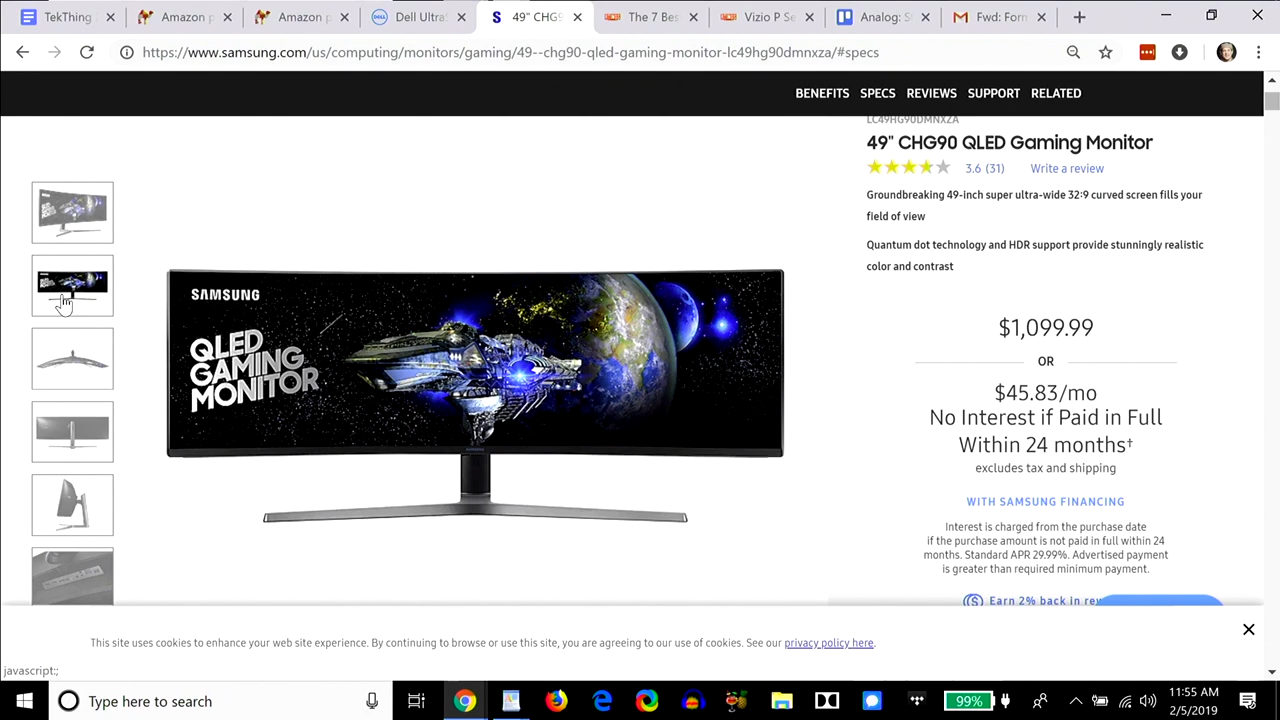 TekThing
Amazon p
Amazon p
Dell UltraS
49" CHG9
The 7 Bes
Vizio P Se
Analog: S
Fwd: Forn
https://www.samsung.com/us/computing/monitors/gaming/49--chg90-qled-gaming-monitor-lc49hg90dmnxza/#specs
BENEFITS SPECS REVIEWS SUPPORT RELATED
LC49HG90DMNXZA
49" CHG90 QLED Gaming Monitor
3.6 (31) Write a review
Groundbreaking 49-inch super ultra-wide 32:9 curved screen fills your
field of view
Quantum dot technology and HDR support provide stunningly realistic
color and contrast
SAMSUNG
QLED
GAMING
MONITOR
$1,099.99
OR
$45.83/mo
No Interest if Paid in Full
Within 24 months†
excludes tax and shipping
WITH SAMSUNG FINANCING
Interest is charged from the purchase date
if the purchase amount is not paid in full within 24
months. Standard APR 29.99%. Advertised payment
is greater than required minimum payment.
Earn 2% back in rew
This site uses cookies to enhance your web site experience. By continuing to browse or use this site, you are agreeing to our use of cookies. See our privacy policy here.
javascript:;
Type here to search
99%
11:55 AM
2/5/2019